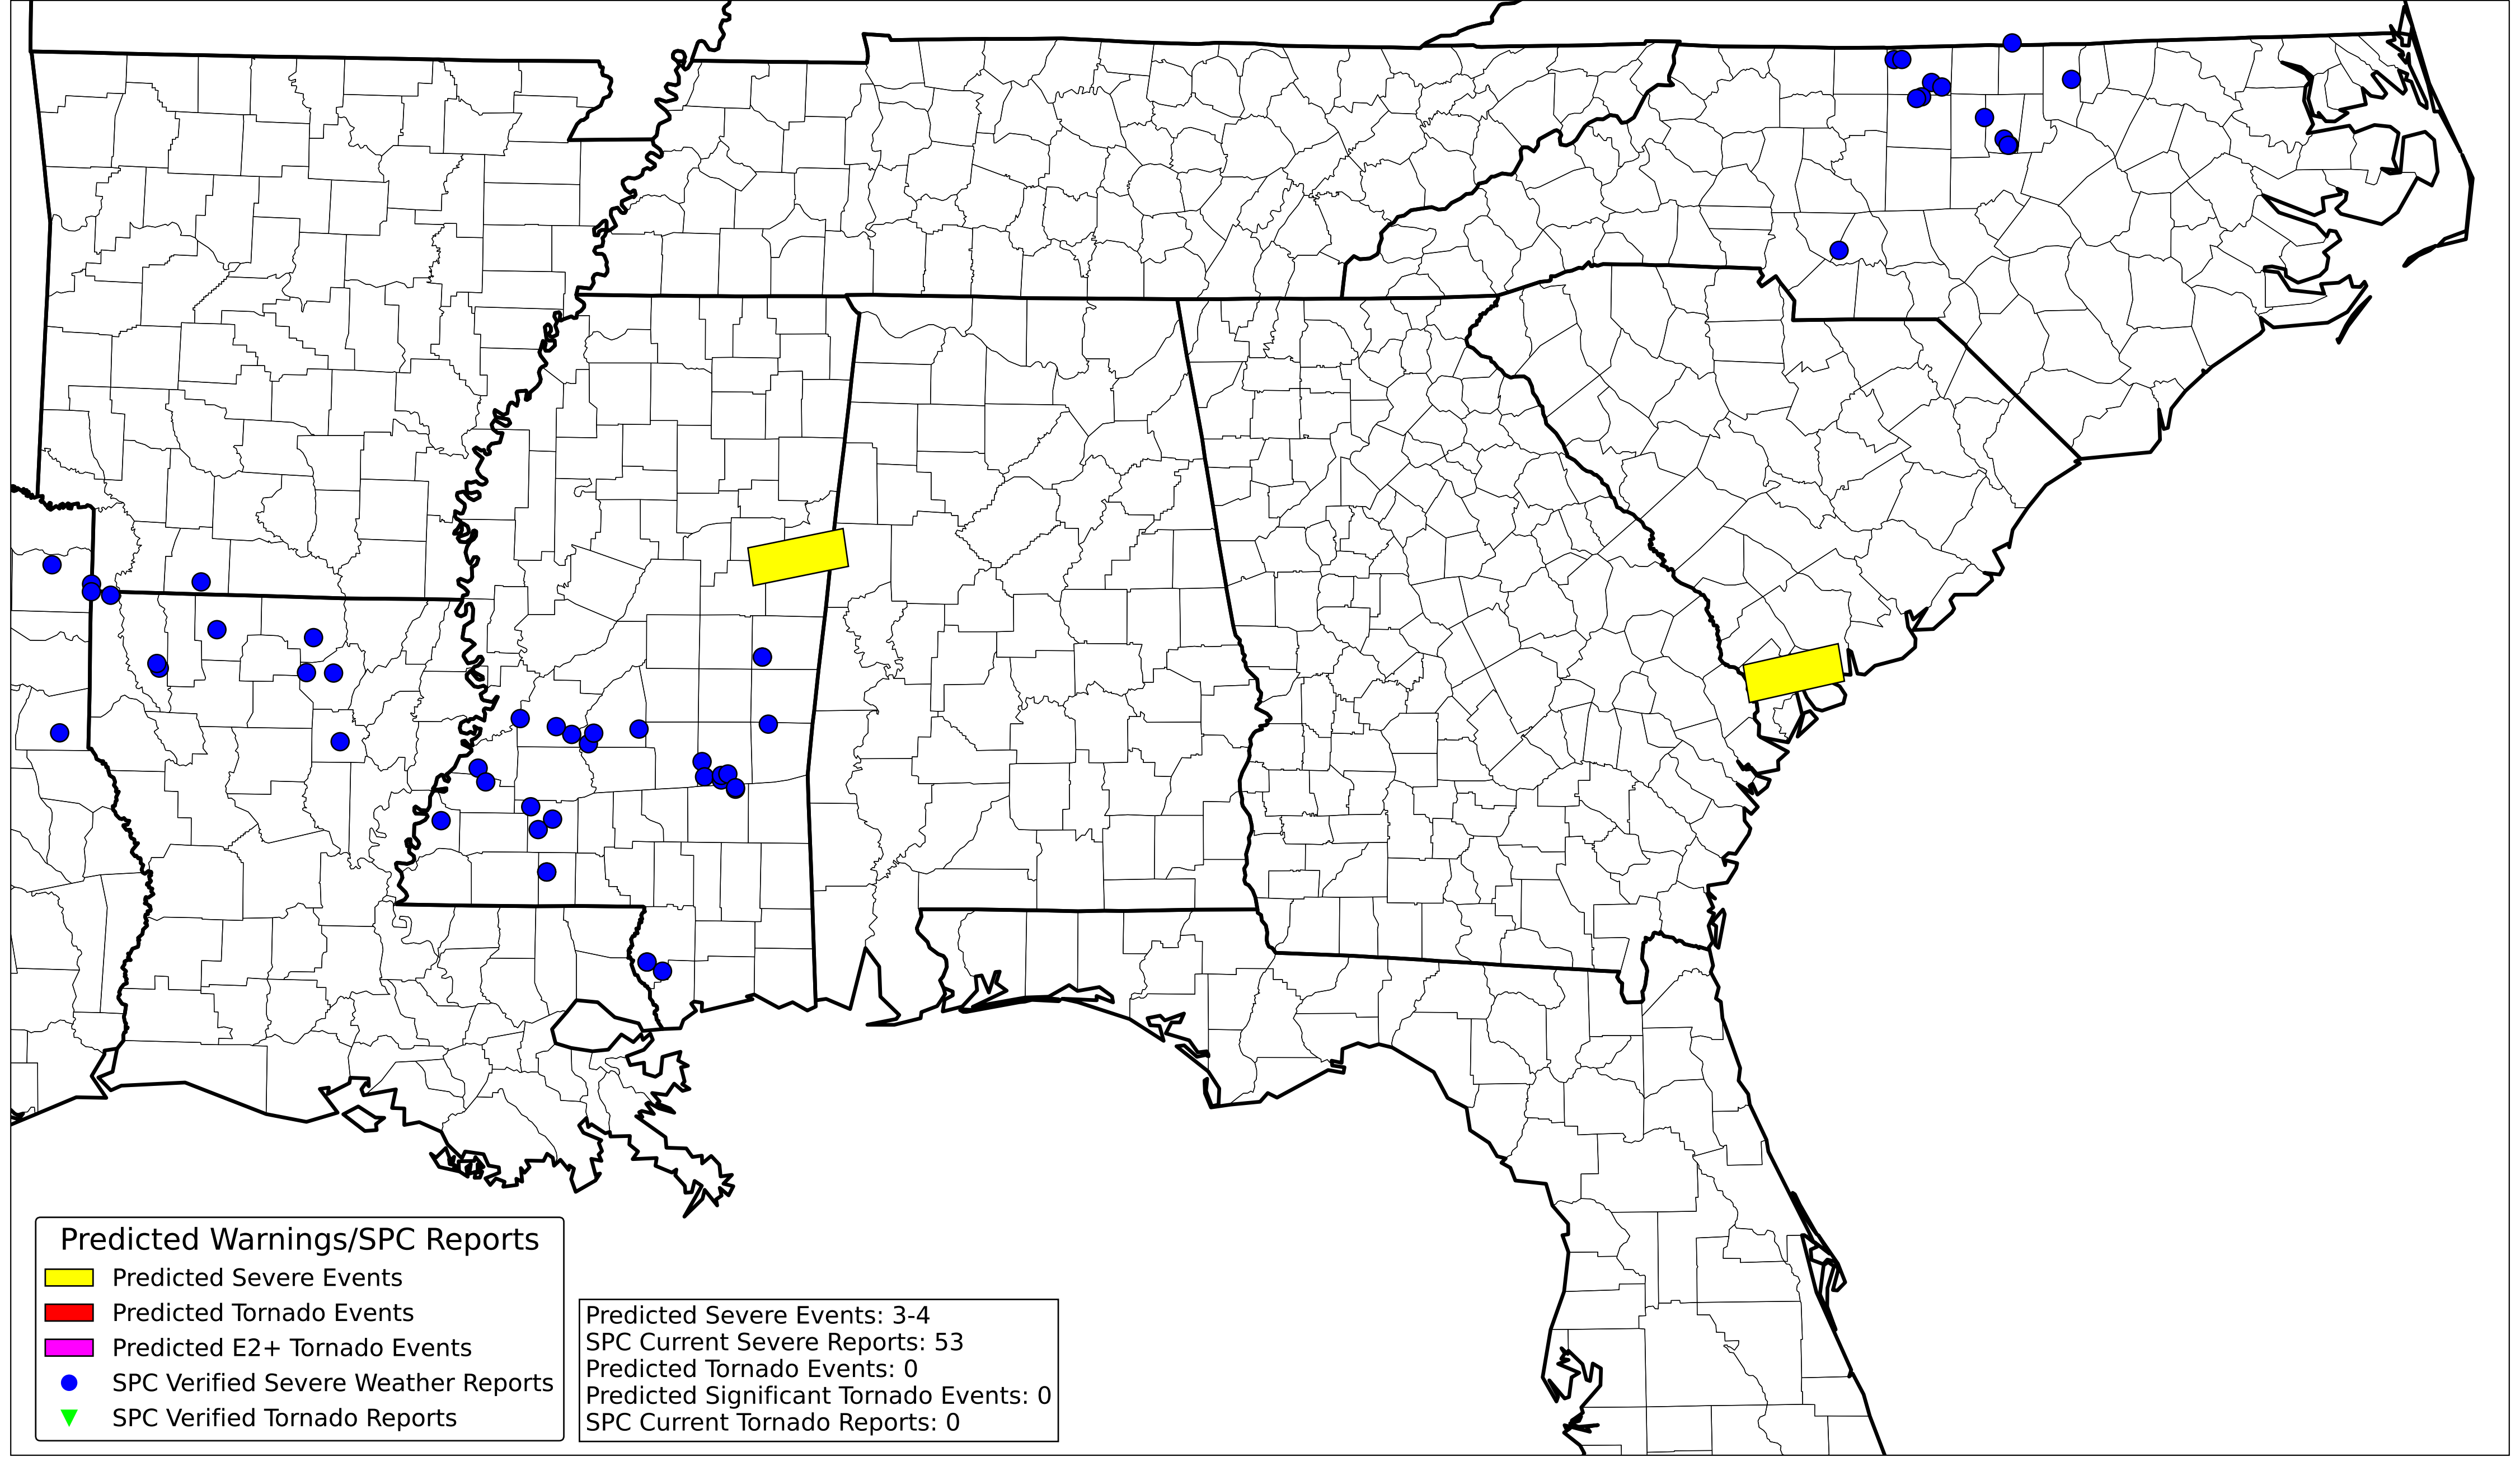 Predicted Warnings/SPC Reports
Predicted Severe Events
Predicted Tornado Events
Predicted E2+ Tornado Events
SPC Verified Severe Weather Reports
SPC Verified Tornado Reports
Predicted Severe Events: 3-4
SPC Current Severe Reports: 53
Predicted Tornado Events: 0
Predicted Significant Tornado Events: 0
SPC Current Tornado Reports: 0